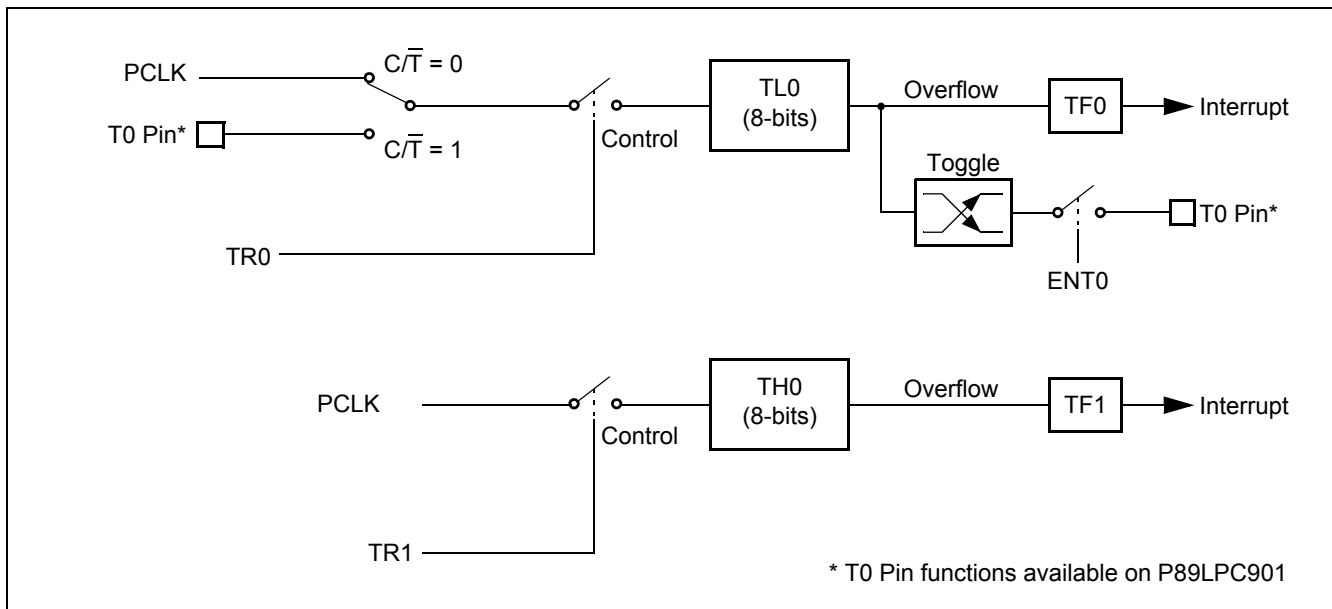 C/T̅ = 0
PCLK
T0 Pin*
C/T̅ = 1
Control
TL0
(8-bits)
Overflow
TF0
Interrupt
Toggle
T0 Pin*
TR0
ENT0
PCLK
Control
TH0
(8-bits)
Overflow
TF1
Interrupt
TR1
* T0 Pin functions available on P89LPC901